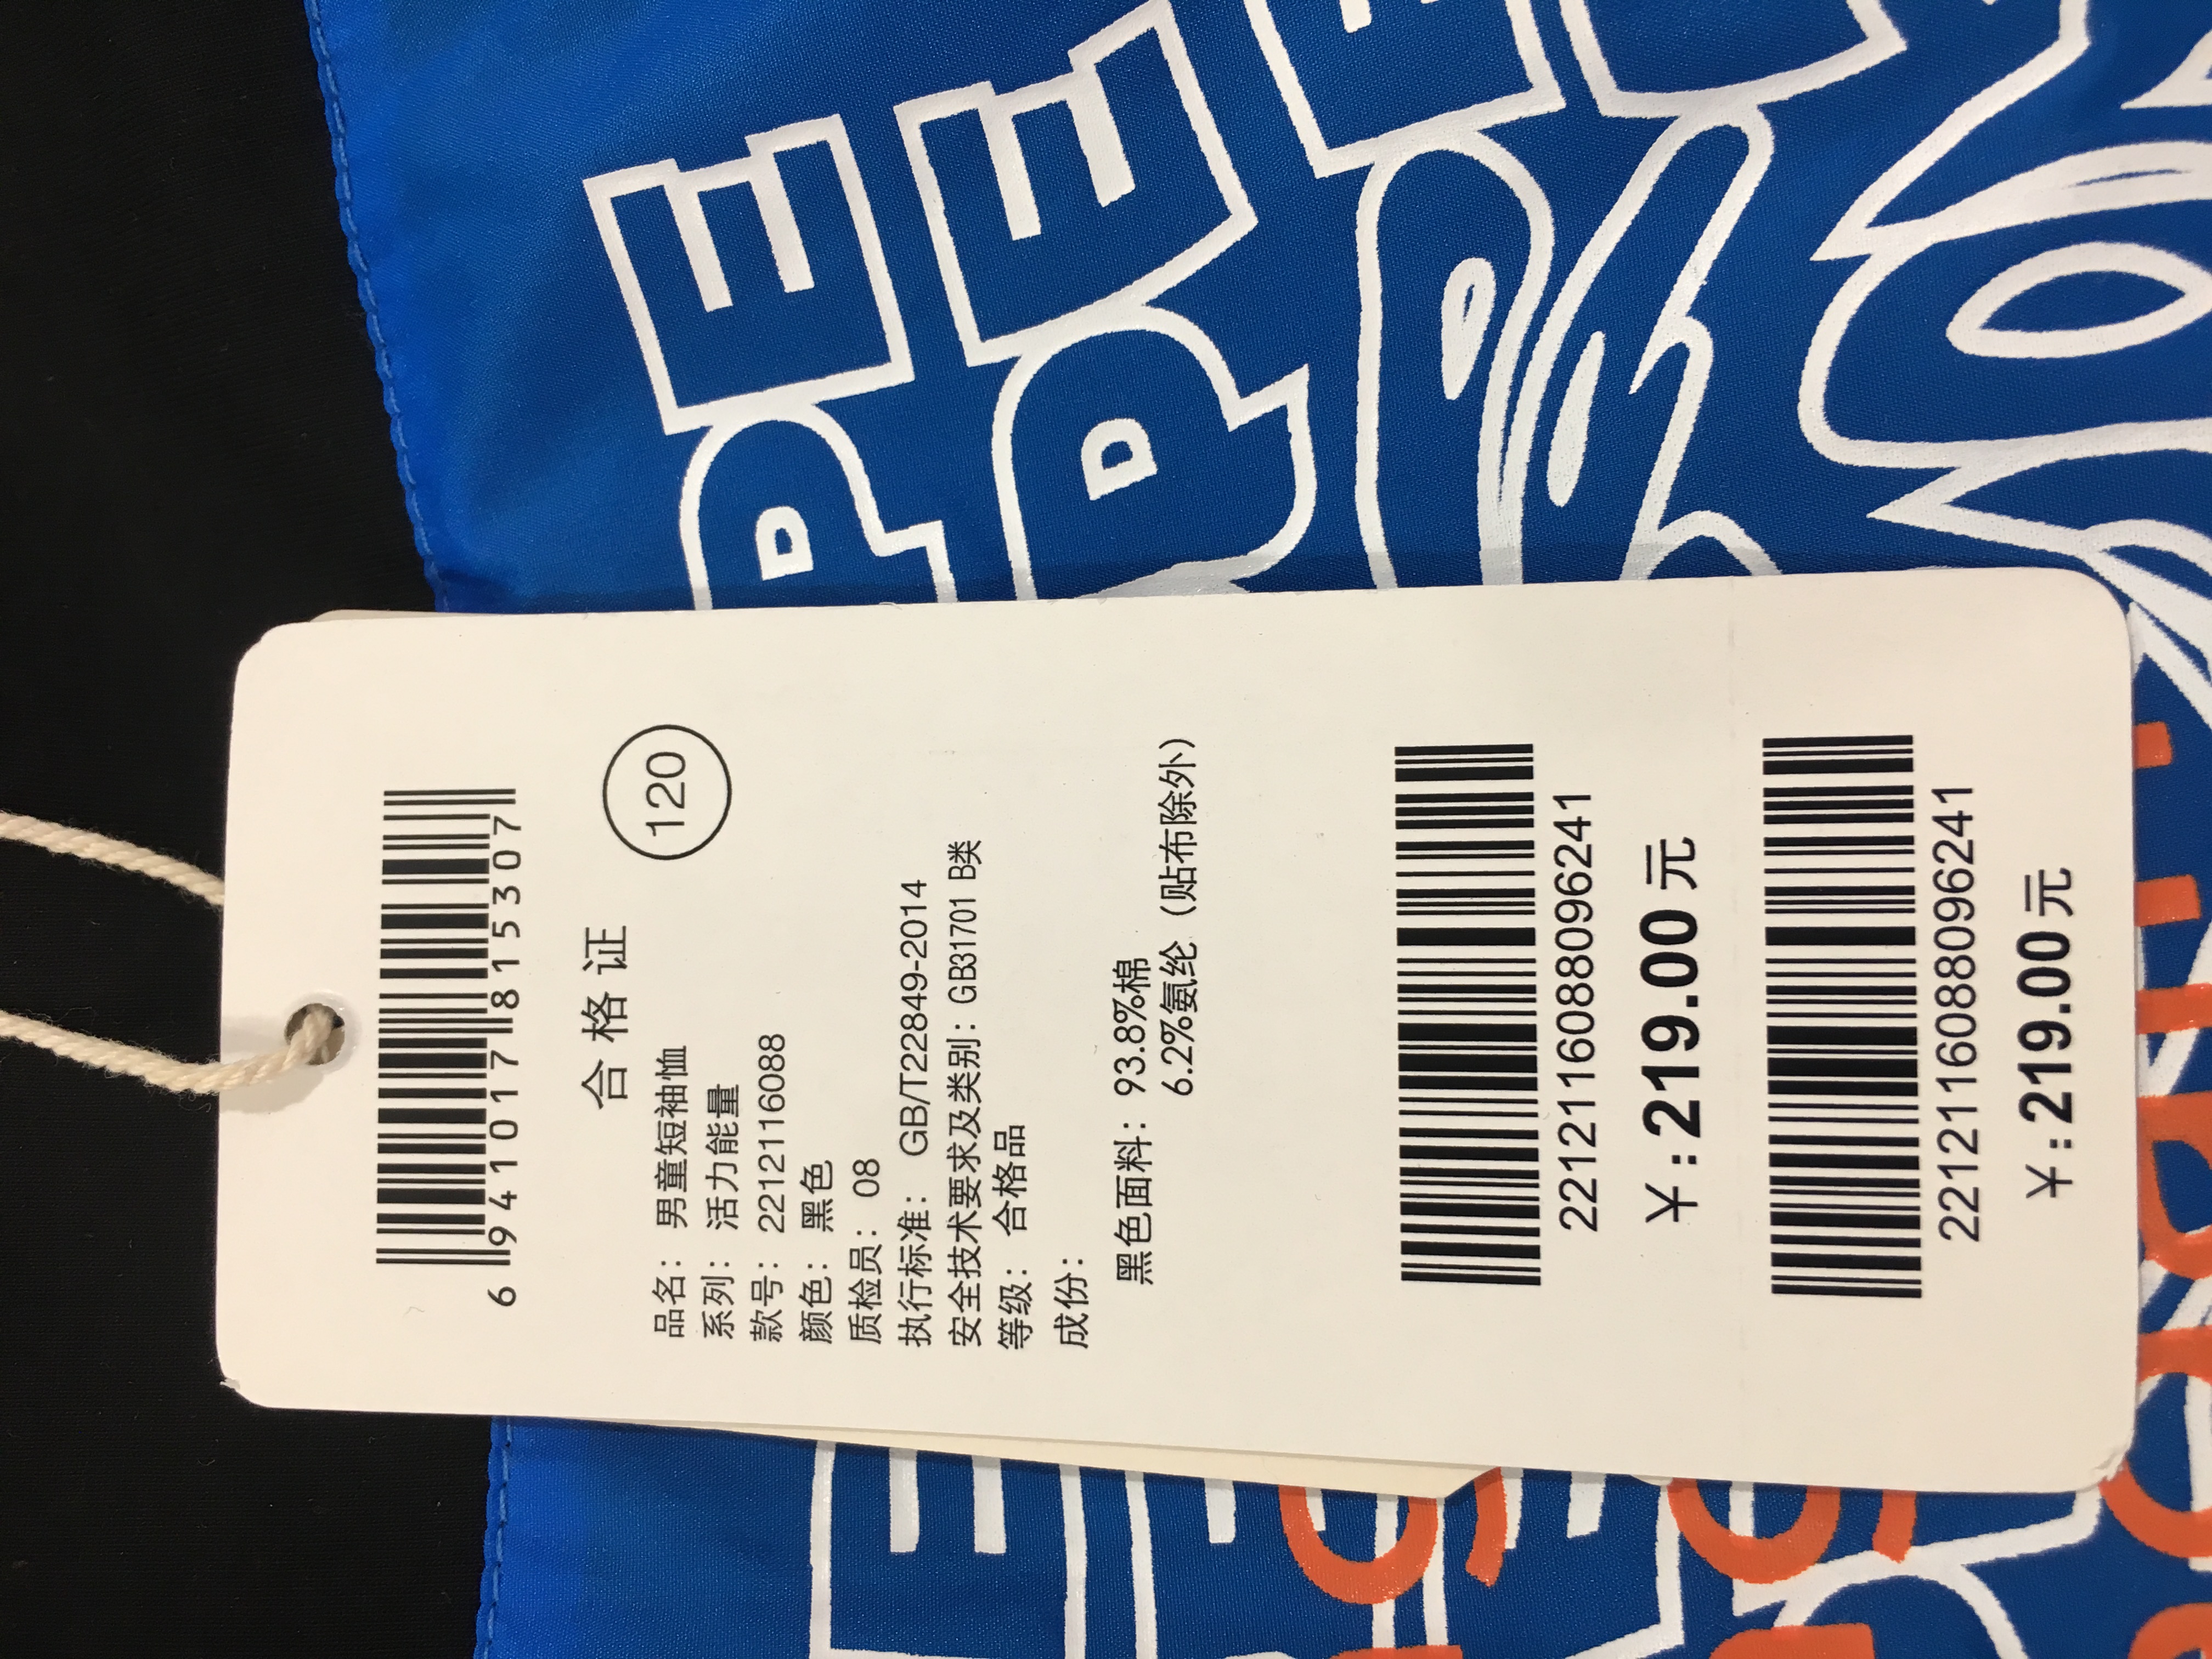 6 941017 815307
合格证
120
品名：男童短袖恤
系列：活力能量
款号：2212116088
颜色：黑色
质检员：08
执行标准：GB/T22849-2014
安全技术要求及类别：GB31701 B类
等级：合格品
成份：
黑色面料：93.8%棉
6.2%氨纶（贴布除外）
2212116088096241
￥:219.00元
2212116088096241
￥:219.00元